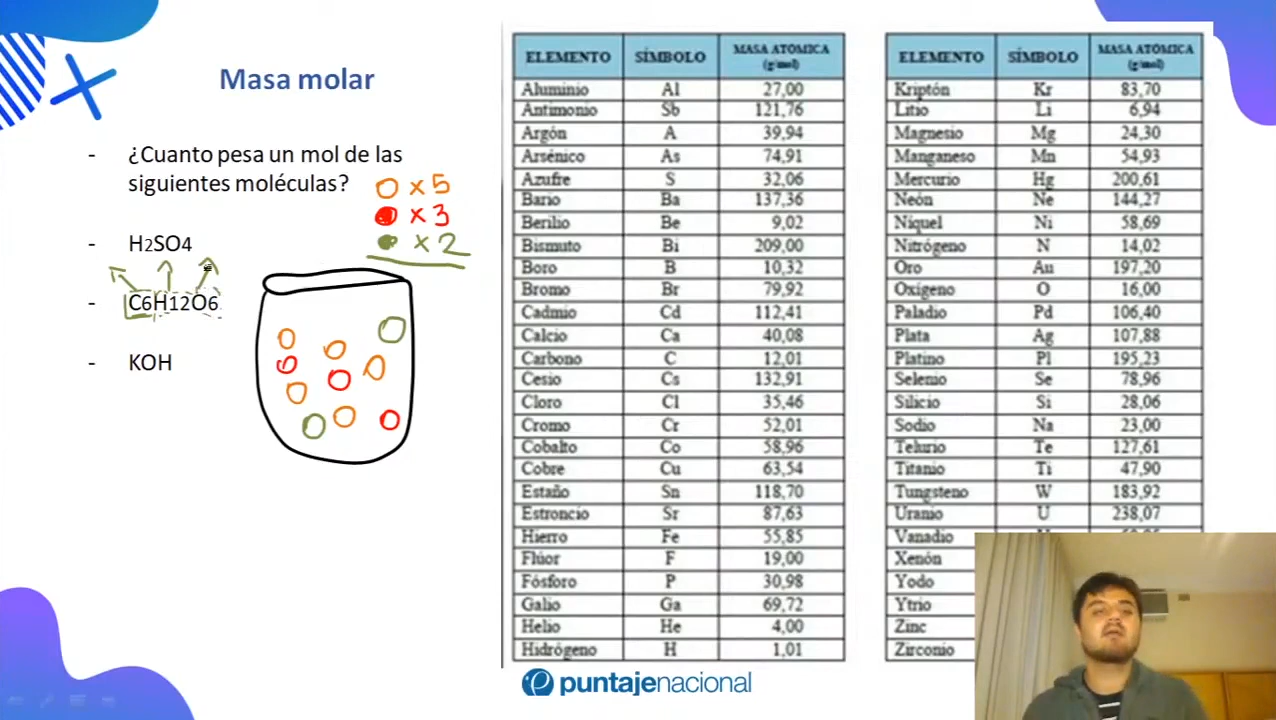 Masa molar
- ¿Cuanto pesa un mol de las
siguientes moléculas?
O x 5
x 3
x 2
- H2SO4
- C6H12O6
- KOH
ELEMENTO SÍMBOLO MASA ATOMICA (g/mol)
Aluminio Al 27,00
Antimonio Sb 121,76
Argón A 39,94
Arsénico As 74,91
Azufre S 32,06
Bario Ba 137,36
Berilio Be 9,02
Bismuto Bi 209,00
Boro B 10,32
Bromo Br 79,92
Cadmio Cd 112,41
Calcio Ca 40,08
Carbono C 12,01
Cesio Cs 132,91
Cloro Cl 35,46
Cromo Cr 52,01
Cobalto Co 58,96
Cobre Cu 63,54
Estaño Sn 118,70
Estroncio Sr 87,63
Hierro Fe 55,85
Flúor F 19,00
Fósforo P 30,98
Galio Ga 69,72
Helio He 4,00
Hidrógeno H 1,01
ELEMENTO SÍMBOLO MASA ATOMICA (g/mol)
Kriptón Kr 83,70
Litio Li 6,94
Magnesio Mg 24,30
Manganeso Mn 54,93
Mercurio Hg 200,61
Neón Ne 144,27
Níquel Ni 58,69
Nitrógeno N 14,02
Oro Au 197,20
Oxígeno O 16,00
Paladio Pd 106,40
Plata Ag 107,88
Platino Pl 195,23
Selenio Se 78,96
Silicio Si 28,06
Sodio Na 23,00
Telurio Te 127,61
Titanio Ti 47,90
Tungsteno W 183,92
Uranio U 238,07
Vanadio
Xenón
Yodo
Ytrio
Zinc
Zirconio
puntajenacional